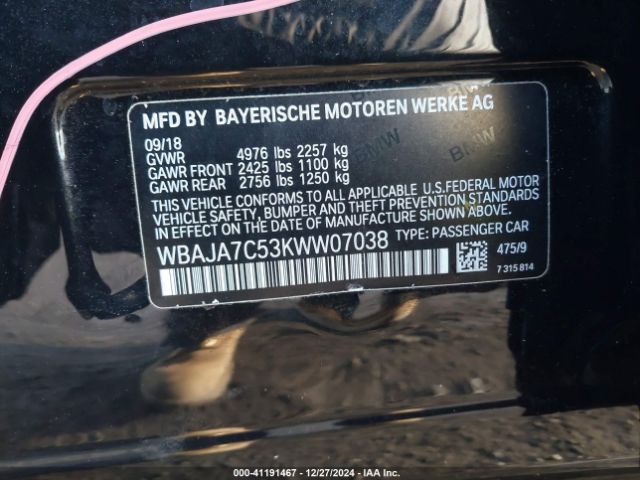 MFD BY BAYERISCHE MOTOREN WERKE AG
09/18
GVWR 4976 lbs 2257 kg
GAWR FRONT 2425 lbs 1100 kg
GAWR REAR 2756 lbs 1250 kg
BMW
BMW
THIS VEHICLE CONFORMS TO ALL APPLICABLE U.S.FEDERAL MOTOR
VEHICLE SAFETY, BUMPER AND THEFT PREVENTION STANDARDS
IN EFFECT ON THE DATE OF MANUFACTURE SHOWN ABOVE.
WBAJA7C53KWW07038 TYPE: PASSENGER CAR
475/9
7 315 814
000-41191467 - 12/27/2024 - IAA Inc.